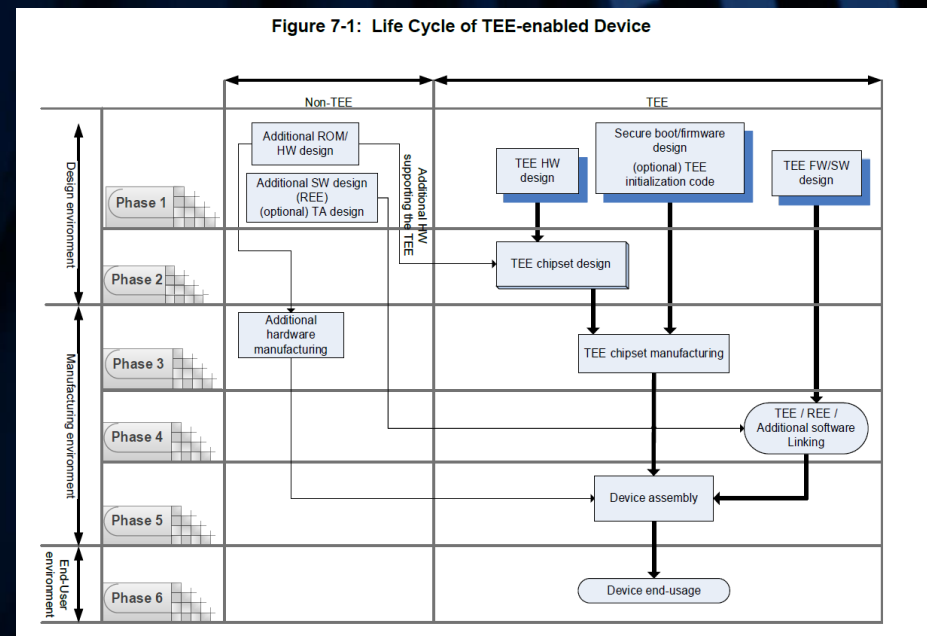 Figure 7-1: Life Cycle of TEE-enabled Device
Non-TEE
TEE
Design environment
Phase 1
Additional ROM/
HW design
Additional SW design
(REE)
(optional) TA design
Additional HW
supporting the TEE
TEE HW
design
Secure boot/firmware
design
(optional) TEE
initialization code
TEE FW/SW
design
Phase 2
TEE chipset design
Manufacturing environment
Phase 3
Additional
hardware
manufacturing
TEE chipset manufacturing
Phase 4
TEE / REE /
Additional software
Linking
Phase 5
Device assembly
End-User
environment
Phase 6
Device end-usage